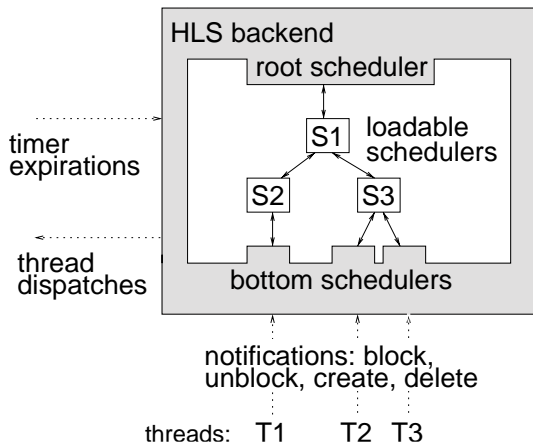 HLS backend
root scheduler
S1
loadable
schedulers
timer
expirations
S2
S3
thread
dispatches
bottom schedulers
notifications: block,
unblock, create, delete
threads: T1 T2 T3